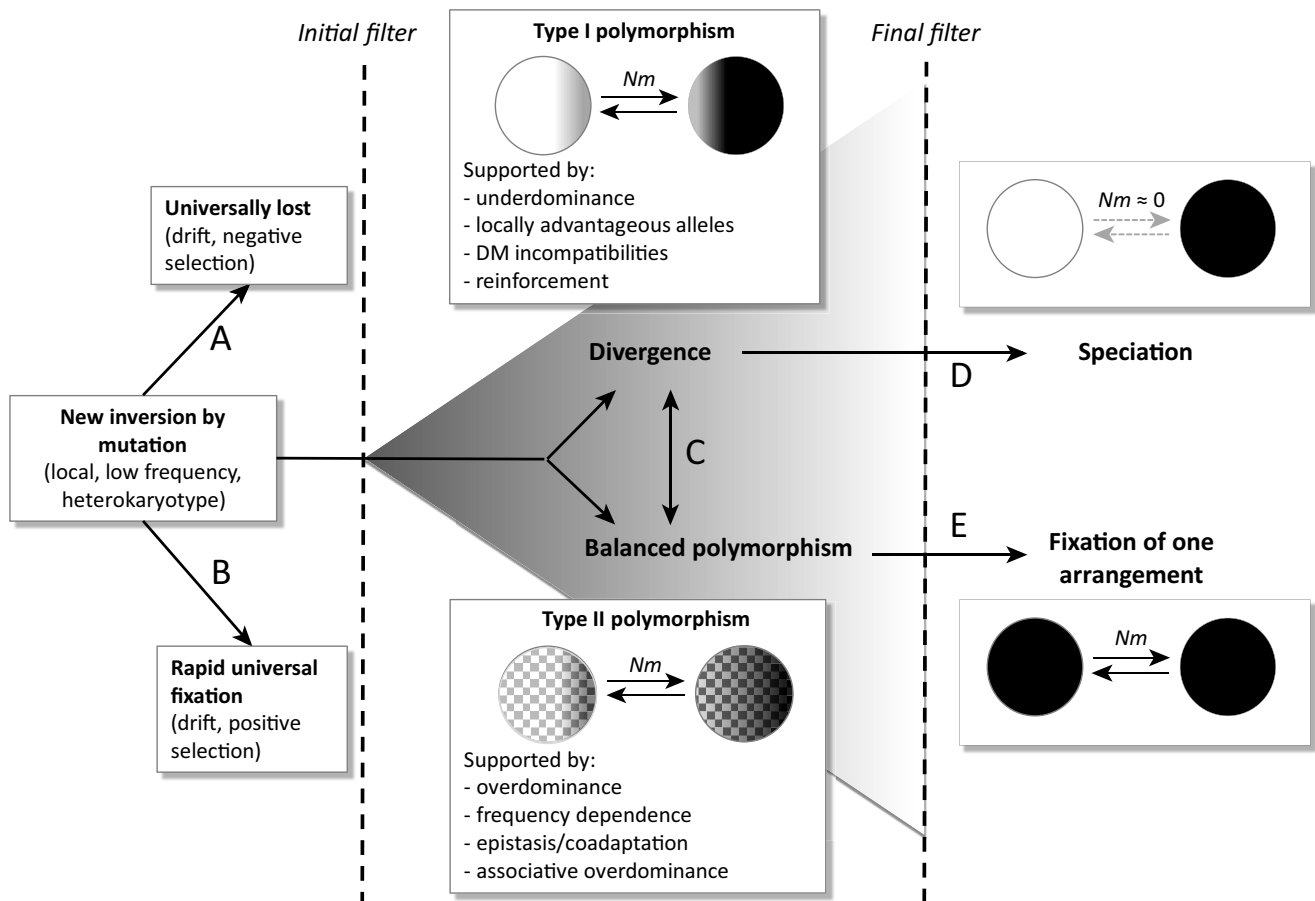 Initial filter
Final filter
Type I polymorphism
Nm
Supported by:
- underdominance
- locally advantageous alleles
- DM incompatibilities
- reinforcement
Universally lost
(drift, negative
selection)
A
New inversion by
mutation
(local, low frequency,
heterokaryotype)
B
Rapid universal
fixation
(drift, positive
selection)
Divergence
C
Balanced polymorphism
Type II polymorphism
Nm
Supported by:
- overdominance
- frequency dependence
- epistasis/coadaptation
- associative overdominance
Nm ≈ 0
D
Speciation
E
Fixation of one
arrangement
Nm